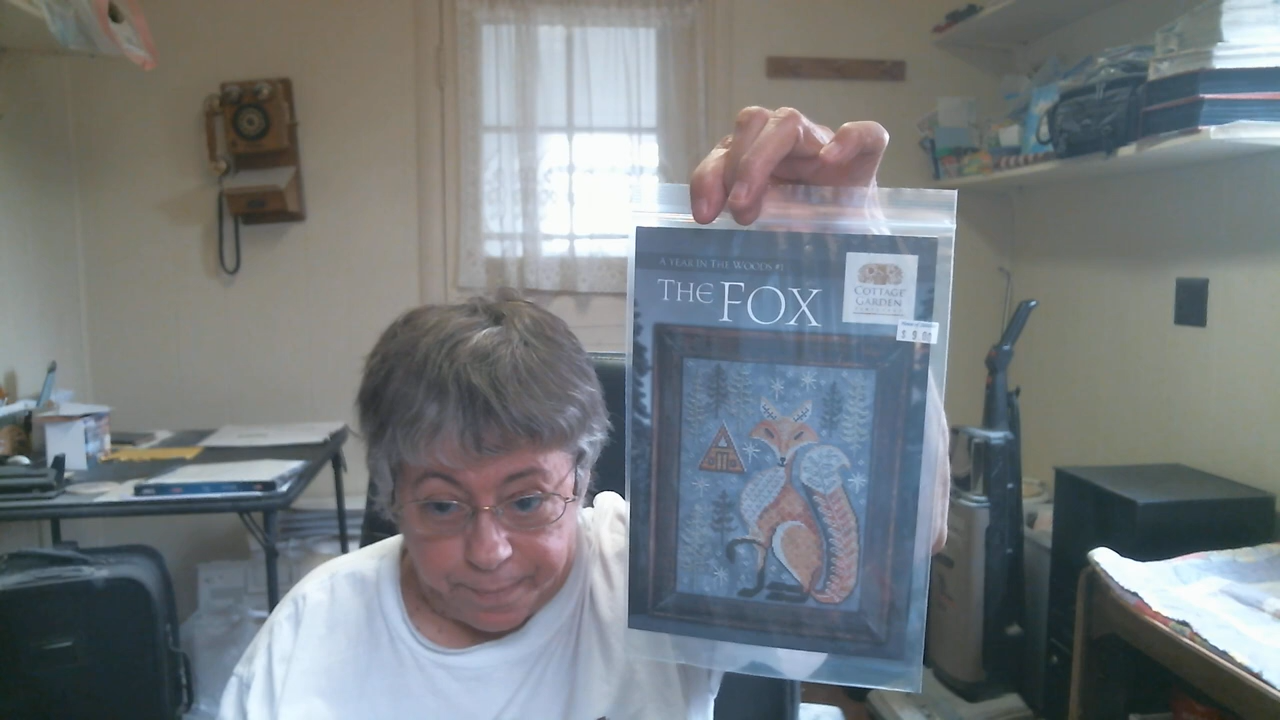 A YEAR IN THE WOODS #1
THE FOX
COTTAGE
GARDEN